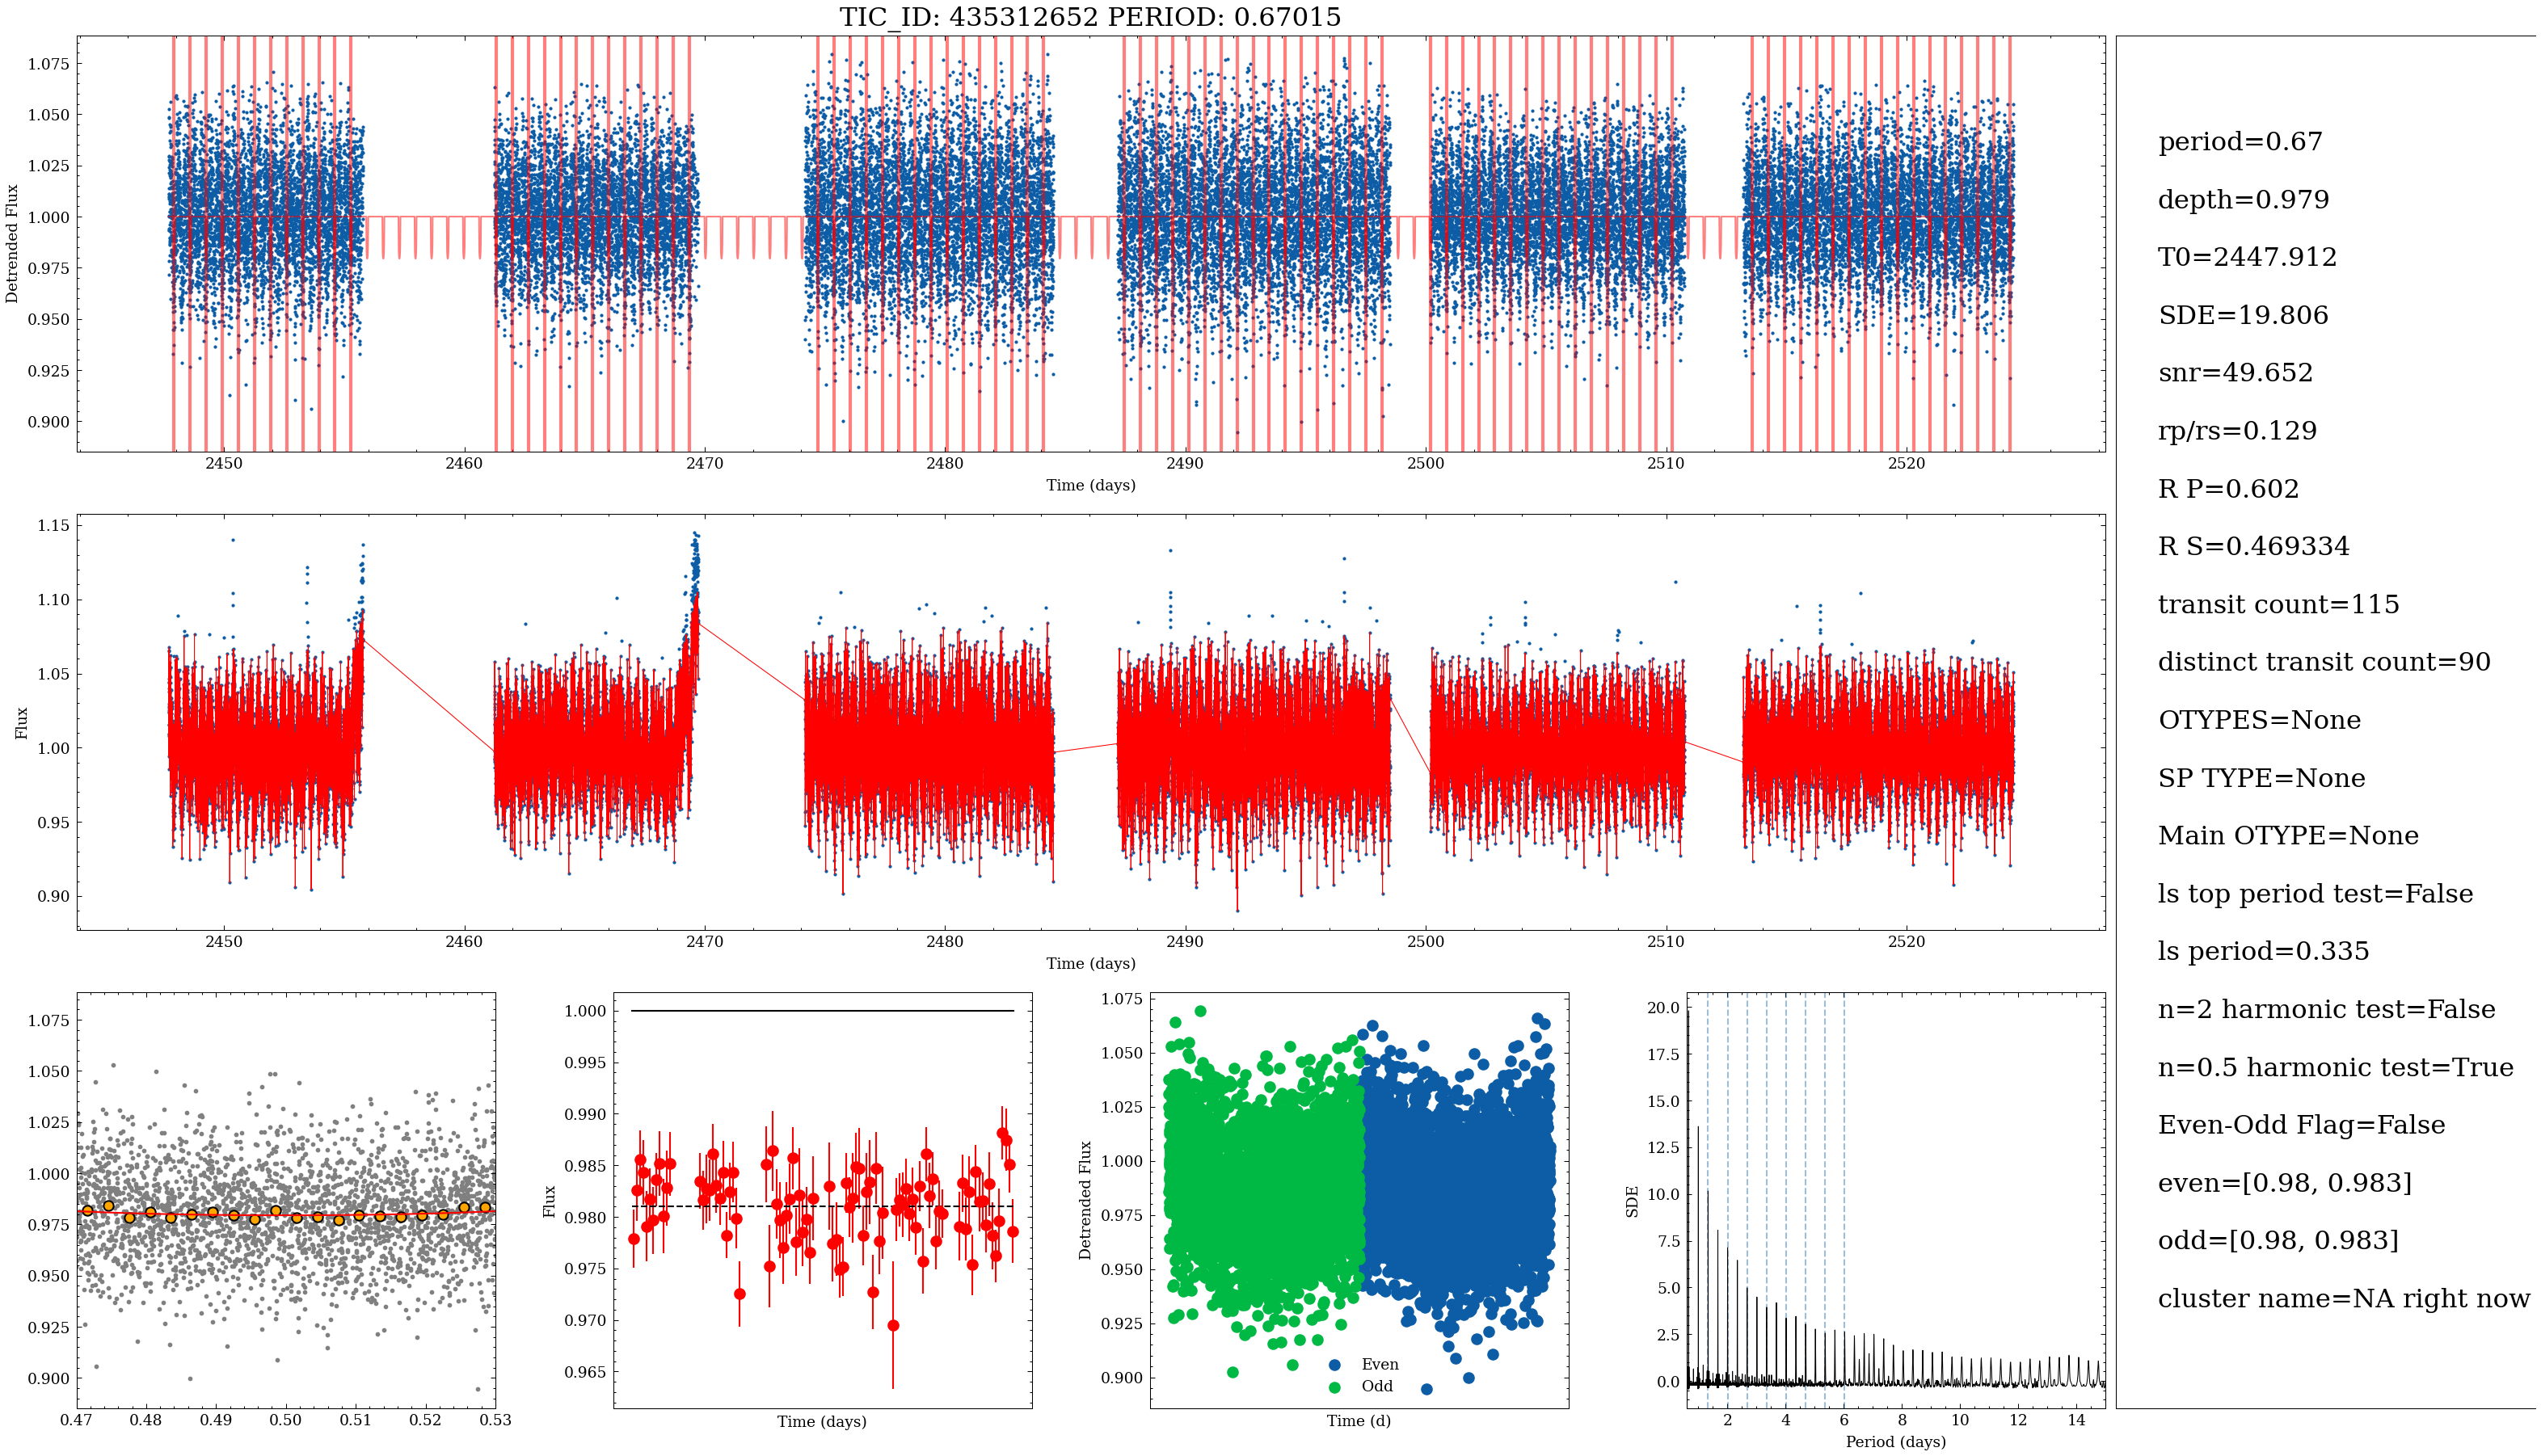 TIC_ID: 435312652 PERIOD: 0.67015
Detrended Flux
1.075
1.050
1.025
1.000
0.975
0.950
0.925
0.900
2450 2460 2470 2480 2490 2500 2510 2520
Time (days)
Flux
1.15
1.10
1.05
1.00
0.95
0.90
2450 2460 2470 2480 2490 2500 2510 2520
Time (days)
1.075
1.050
1.025
1.000
0.975
0.950
0.925
0.900
0.47 0.48 0.49 0.50 0.51 0.52 0.53
Flux
1.000
0.995
0.990
0.985
0.980
0.975
0.970
0.965
Time (days)
Detrended Flux
1.075
1.050
1.025
1.000
0.975
0.950
0.925
0.900
Even
Odd
Time (d)
SDE
20.0
17.5
15.0
12.5
10.0
7.5
5.0
2.5
0.0
2 4 6 8 10 12 14
Period (days)
period=0.67
depth=0.979
T0=2447.912
SDE=19.806
snr=49.652
rp/rs=0.129
R P=0.602
R S=0.469334
transit count=115
distinct transit count=90
OTYPES=None
SP TYPE=None
Main OTYPE=None
ls top period test=False
ls period=0.335
n=2 harmonic test=False
n=0.5 harmonic test=True
Even-Odd Flag=False
even=[0.98, 0.983]
odd=[0.98, 0.983]
cluster name=NA right now